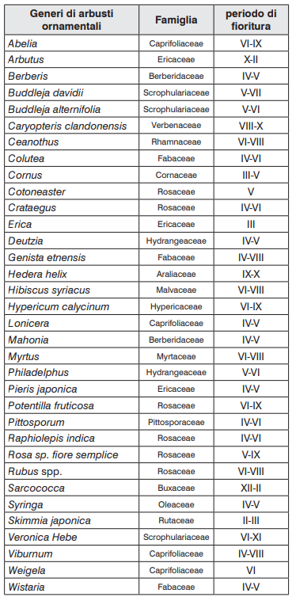 Generi di arbusti ornamentali Famiglia periodo di fioritura
Abelia Caprifoliaceae VI-IX
Arbutus Ericaceae X-II
Berberis Berberidaceae IV-V
Buddleja davidii Scrophulariaceae V-VII
Buddleja alternifolia Scrophulariaceae V-VI
Caryopteris clandonensis Verbenaceae VIII-X
Ceanothus Rhamnaceae VI-VIII
Colutea Fabaceae IV-VI
Cornus Cornaceae III-V
Cotoneaster Rosaceae V
Crataegus Rosaceae IV-VI
Erica Ericaceae III
Deutzia Hydrangeaceae IV-V
Genista etnensis Fabaceae IV-VIII
Hedera helix Araliaceae IX-X
Hibiscus syriacus Malvaceae VI-VIII
Hypericum calycinum Hypericaceae VI-IX
Lonicera Caprifoliaceae IV-V
Mahonia Berberidaceae IV-V
Myrtus Myrtaceae VI-VIII
Philadelphus Hydrangeaceae V-VI
Pieris japonica Ericaceae IV-V
Potentilla fruticosa Rosaceae VI-IX
Pittosporum Pittosporaceae IV-VI
Raphiolepis indica Rosaceae IV-VI
Rosa sp. fiore semplice Rosaceae V-IX
Rubus spp. Rosaceae VI-VIII
Sarcococca Buxaceae XII-II
Syringa Oleaceae IV-V
Skimmia japonica Rutaceae II-III
Veronica Hebe Scrophulariaceae VI-XI
Viburnum Caprifoliaceae IV-VIII
Weigela Caprifoliaceae VI
Wistaria Fabaceae IV-V